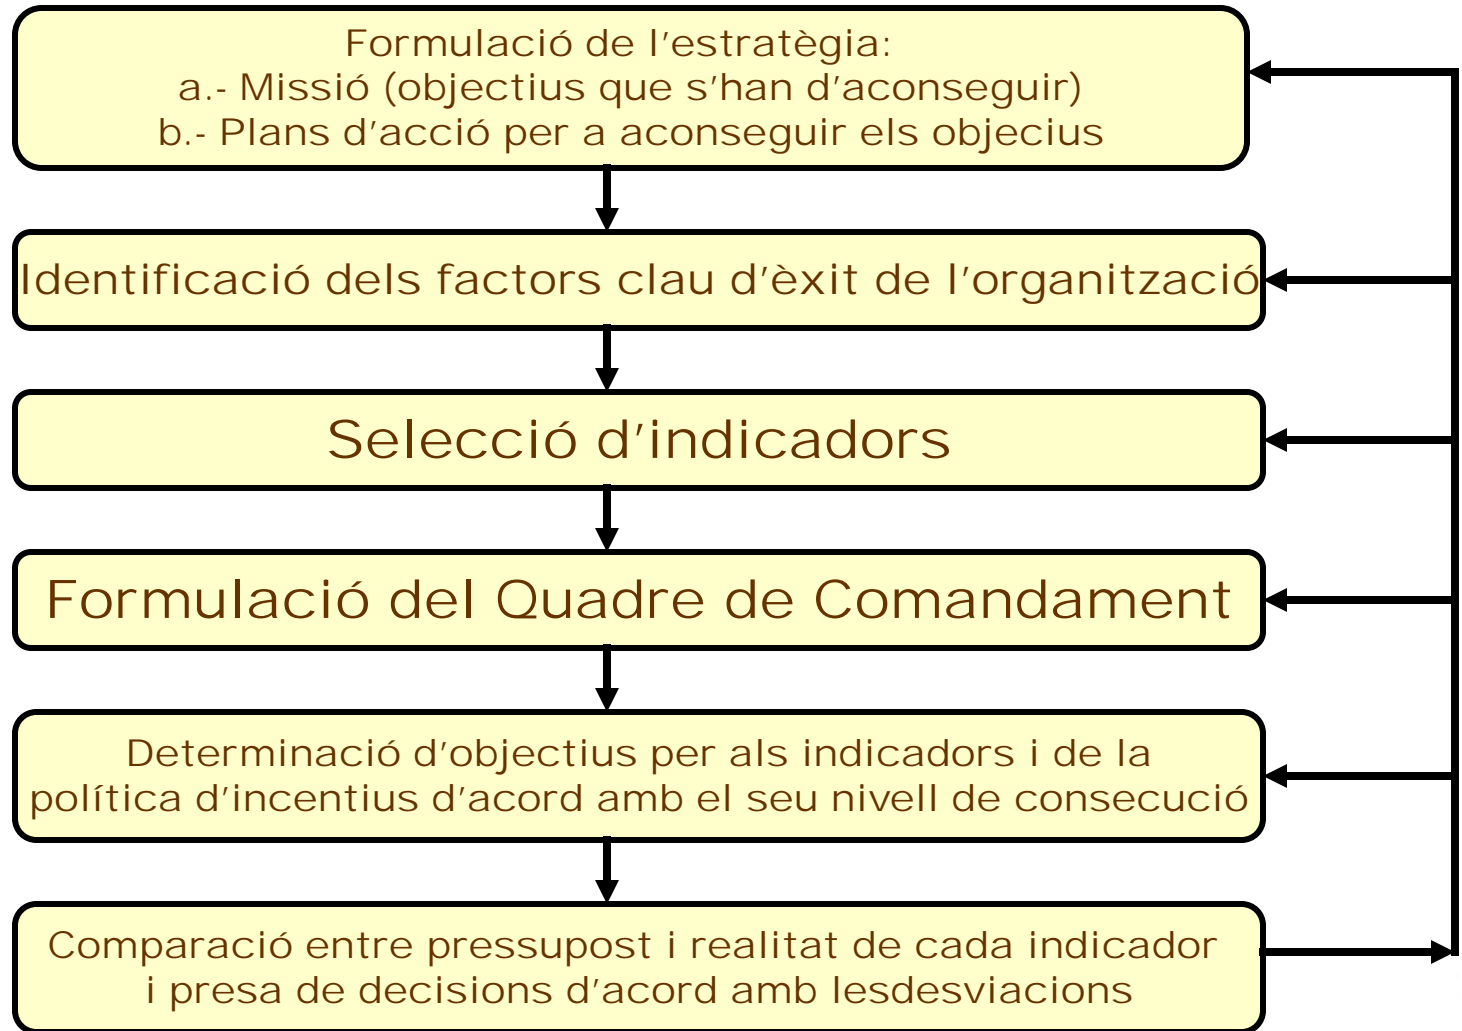 Formulació de l'estratègia:
a.- Missió (objectius que s'han d'aconseguir)
b.- Plans d'acció per a aconseguir els objecius
Identificació dels factors clau d'èxit de l'organització
Selecció d'indicadors
Formulació del Quadre de Comandament
Determinació d'objectius per als indicadors i de la
política d'incentius d'acord amb el seu nivell de consecució
Comparació entre pressupost i realitat de cada indicador
i presa de decisions d'acord amb lesdesviacions